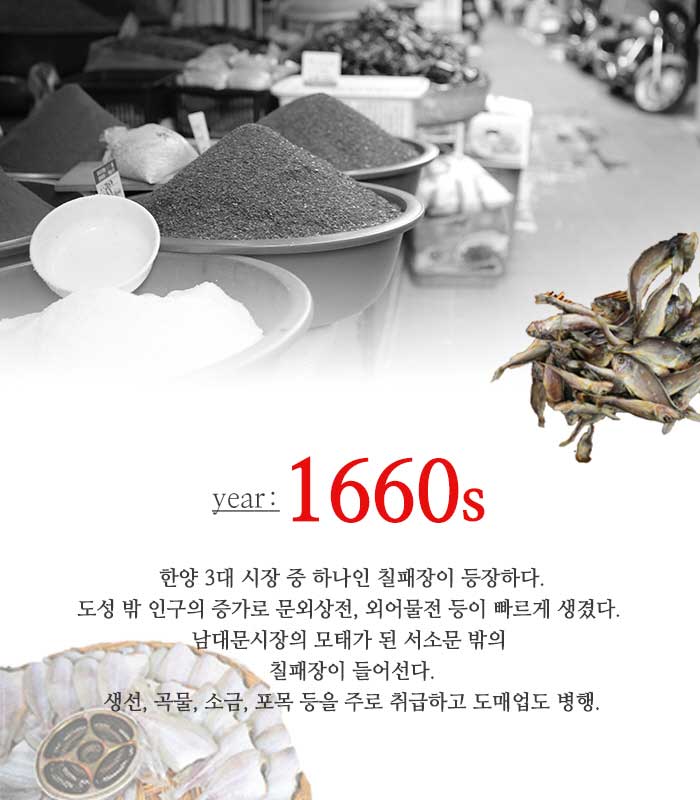 year: 1660s
한양 3대 시장 중 하나인 칠패장이 등장하다.
도성 밖 인구의 증가로 문외상전, 외어물전 등이 빠르게 생겼다.
남대문시장의 모태가 된 서소문 밖의
칠패장이 들어선다.
생선, 곡물, 소금, 포목 등을 주로 취급하고 도매업도 병행.